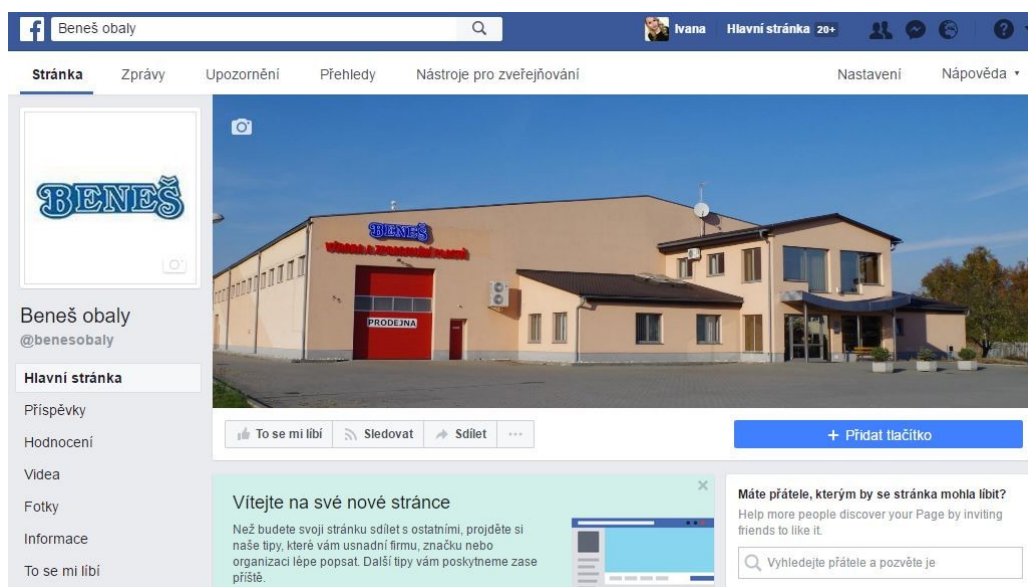 Beneš obaly
Ivana
Hlavní stránka 20+
Stránka
Zprávy
Upozornění
Přehledy
Nástroje pro zveřejňování
Nastavení
Nápověda
BENEŠ
BENEŠ
PRODEJNA
Beneš obaly
@benesobaly
Hlavní stránka
Příspěvky
Hodnocení
Videa
Fotky
Informace
To se mi líbí
To se mi líbí
Sledovat
Sdílet
+ Přidat tlačítko
Vítejte na své nové stránce
Než budete svoji stránku sdílet s ostatními, projděte si
naše tipy, které vám usnadní firmu, značku nebo
organizaci lépe popsat. Další tipy vám poskytneme zase
příště.
Máte přátele, kterým by se stránka mohla líbit?
Help more people discover your Page by inviting
friends to like it.
Vyhledejte přátele a pozvěte je